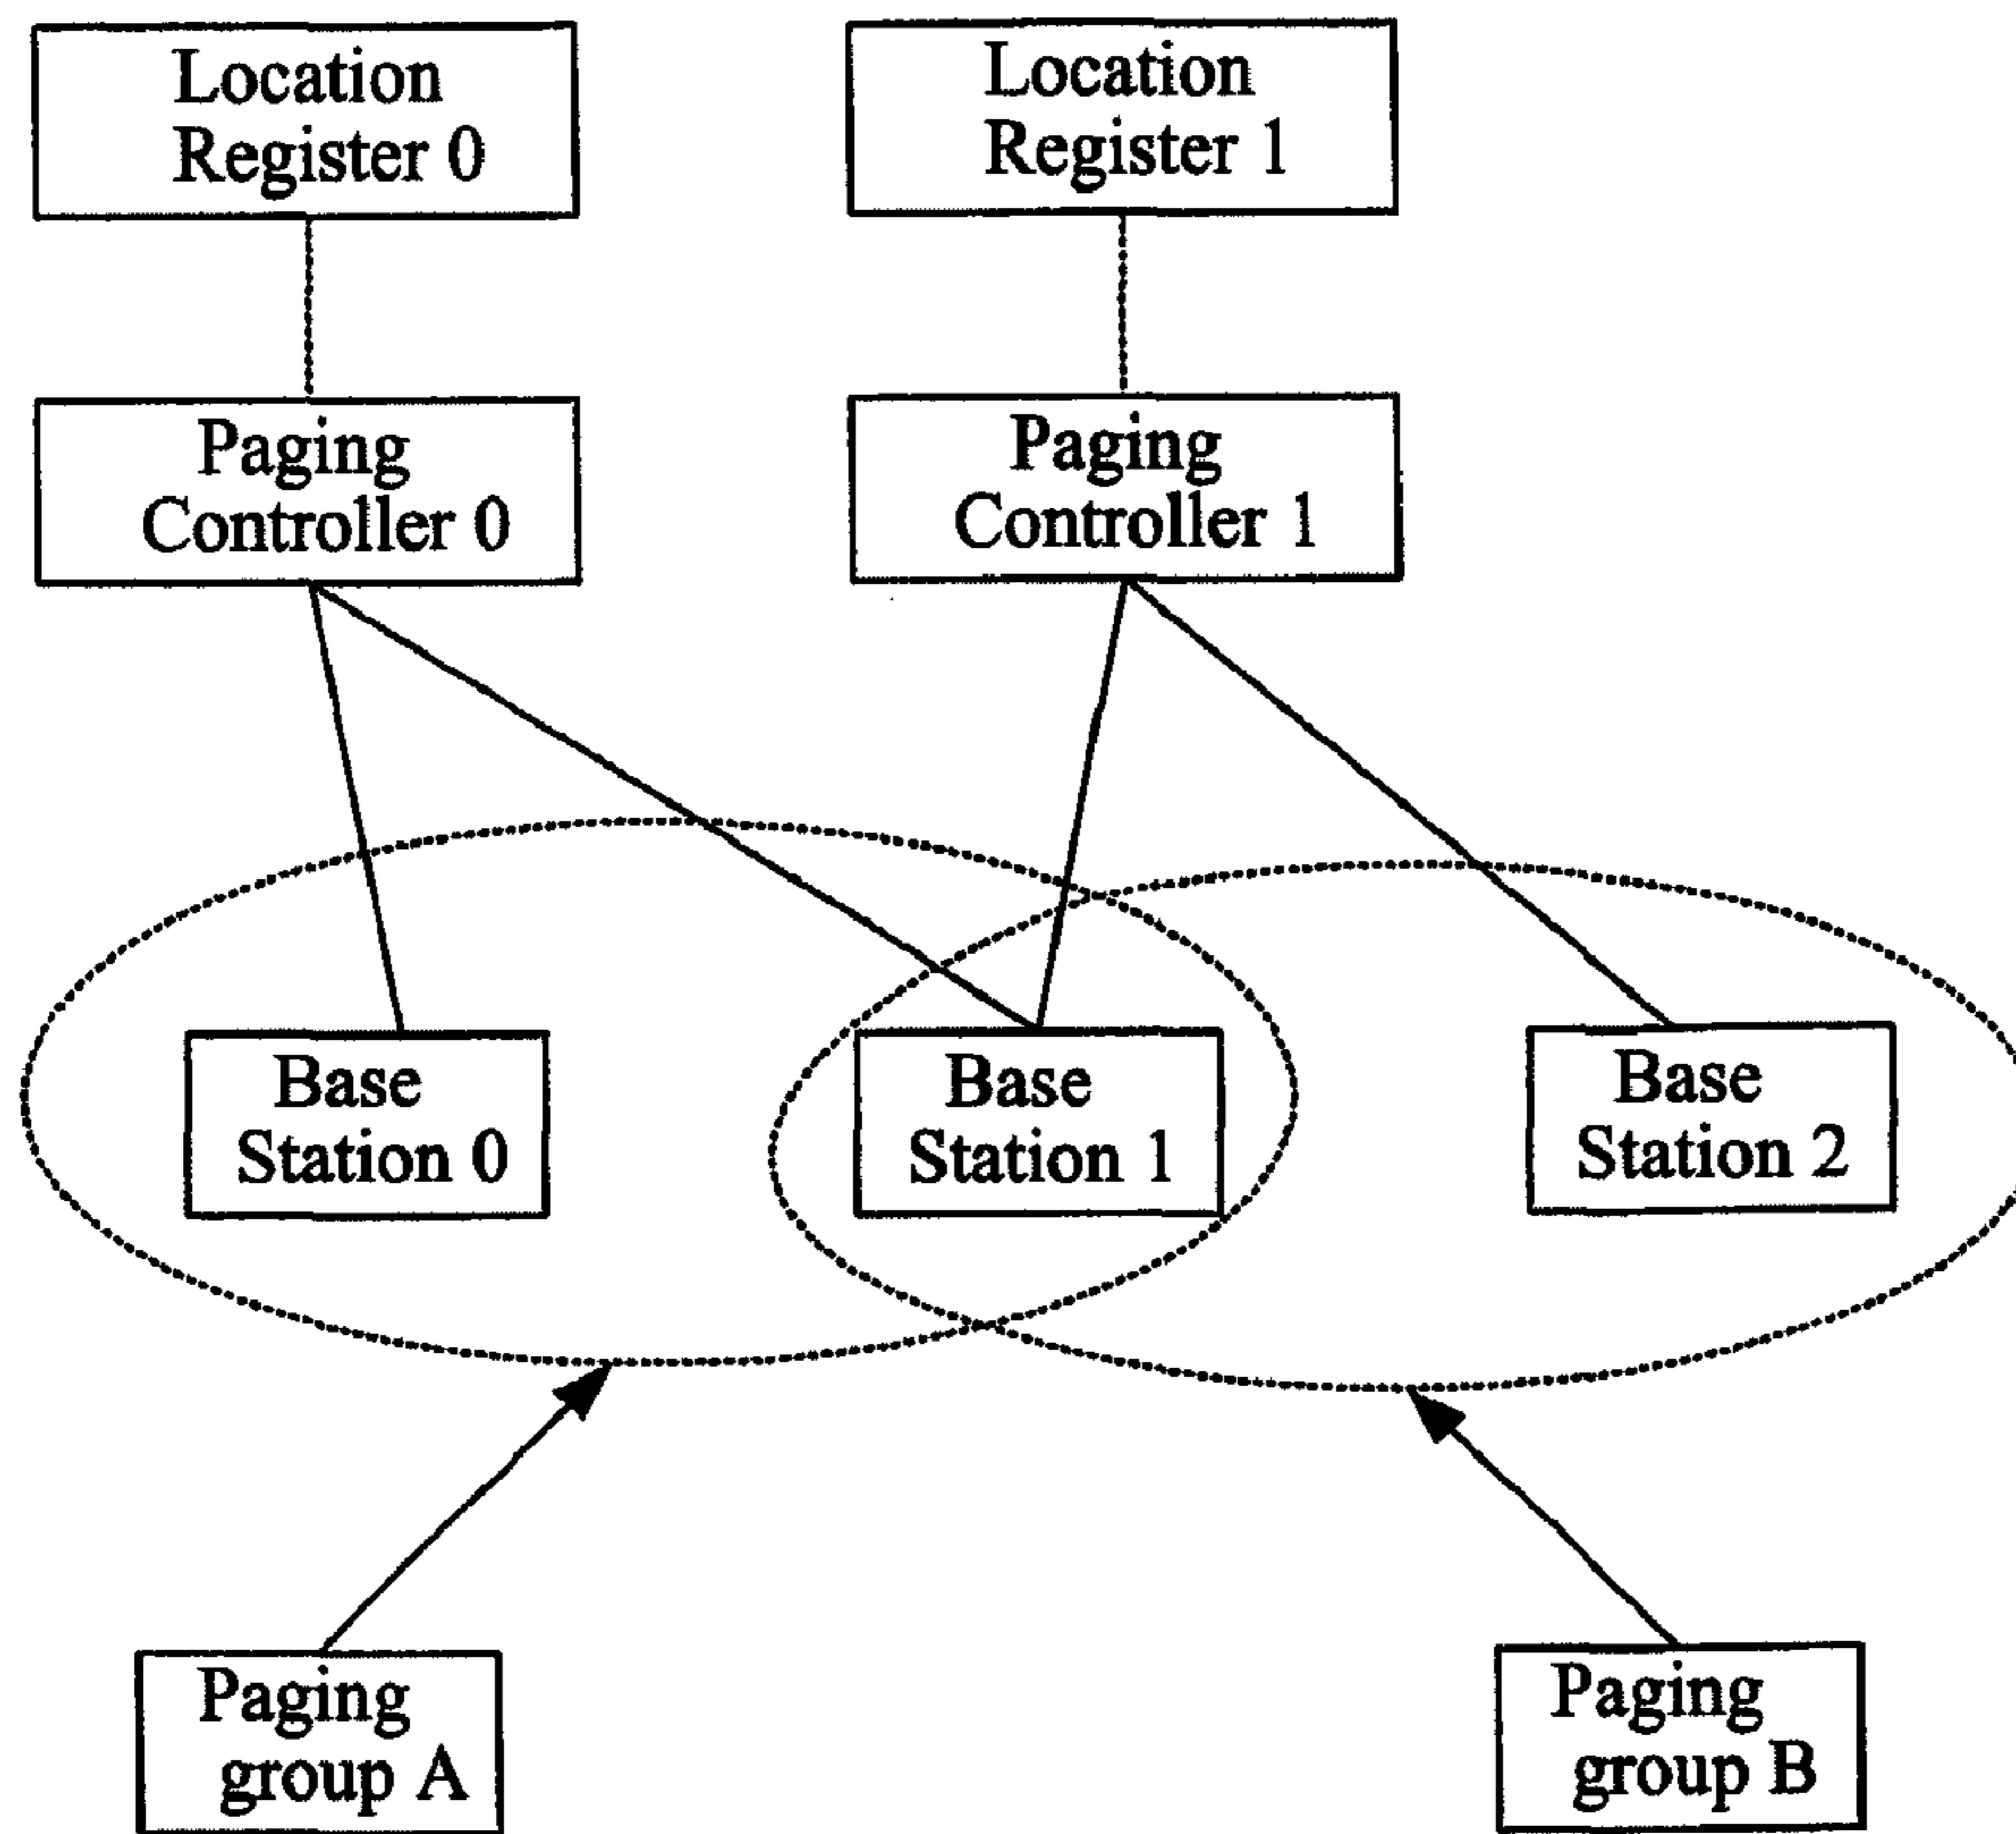 Location
Register 0
Location
Register 1
Paging
Controller 0
Paging
Controller 1
Base
Station 0
Base
Station 1
Base
Station 2
Paging
group A
Paging
group B